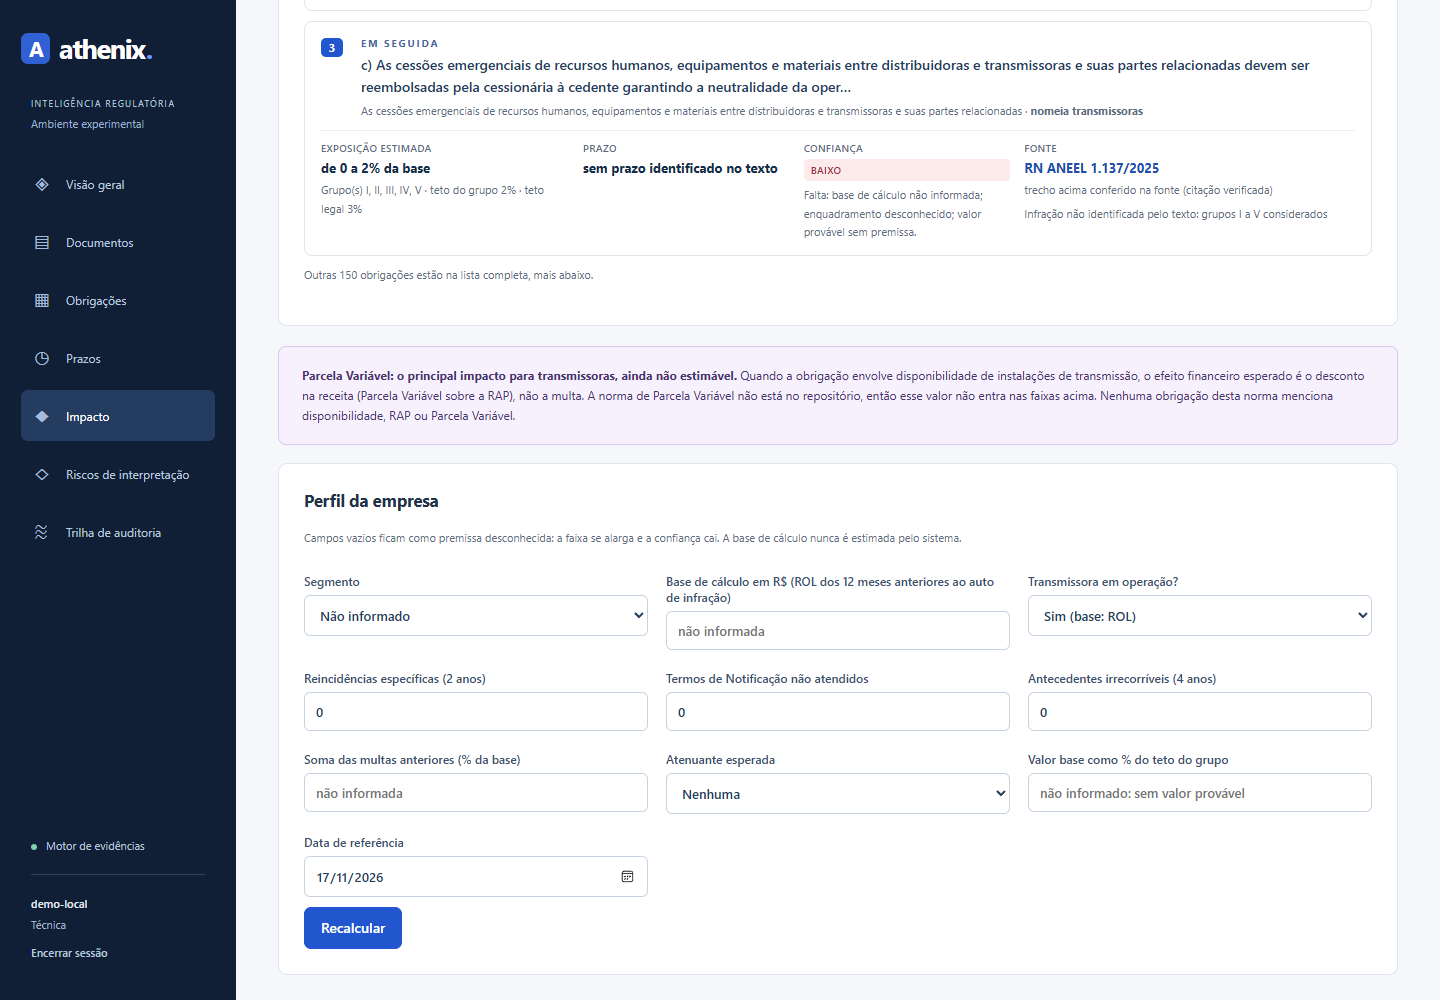 A athenix.
INTELIGÊNCIA REGULATÓRIA
Ambiente experimental
Visão geral
Documentos
Obrigações
Prazos
Impacto
Riscos de interpretação
Trilha de auditoria
Motor de evidências
demo-local
Técnica
Encerrar sessão
3
EM SEGUIDA
c) As cessões emergenciais de recursos humanos, equipamentos e materiais entre distribuidoras e transmissoras e suas partes relacionadas devem ser
reembolsadas pela cessionária à cedente garantindo a neutralidade da oper...
As cessões emergenciais de recursos humanos, equipamentos e materiais entre distribuidoras e transmissoras e suas partes relacionadas · nomeia transmissoras
EXPOSIÇÃO ESTIMADA
de 0 a 2% da base
Grupo(s) I, II, III, IV, V · teto do grupo 2% · teto
legal 3%
PRAZO
sem prazo identificado no texto
CONFIANÇA
BAIXO
Falta: base de cálculo não informada;
enquadramento desconhecido; valor
provável sem premissa.
FONTE
RN ANEEL 1.137/2025
trecho acima conferido na fonte (citação verificada)
Infração não identificada pelo texto: grupos I a V considerados
Outras 150 obrigações estão na lista completa, mais abaixo.
Parcela Variável: o principal impacto para transmissoras, ainda não estimável. Quando a obrigação envolve disponibilidade de instalações de transmissão, o efeito financeiro esperado é o desconto
na receita (Parcela Variável sobre a RAP), não a multa. A norma de Parcela Variável não está no repositório, então esse valor não entra nas faixas acima. Nenhuma obrigação desta norma menciona
disponibilidade, RAP ou Parcela Variável.
Perfil da empresa
Campos vazios ficam como premissa desconhecida: a faixa se alarga e a confiança cai. A base de cálculo nunca é estimada pelo sistema.
Segmento
Não informado
Base de cálculo em R$ (ROL dos 12 meses anteriores ao auto
de infração)
não informada
Transmissora em operação?
Sim (base: ROL)
Reincidências específicas (2 anos)
0
Termos de Notificação não atendidos
0
Antecedentes irrecorríveis (4 anos)
0
Soma das multas anteriores (% da base)
não informada
Atenuante esperada
Nenhuma
Valor base como % do teto do grupo
não informado: sem valor provável
Data de referência
17/11/2026
Recalcular